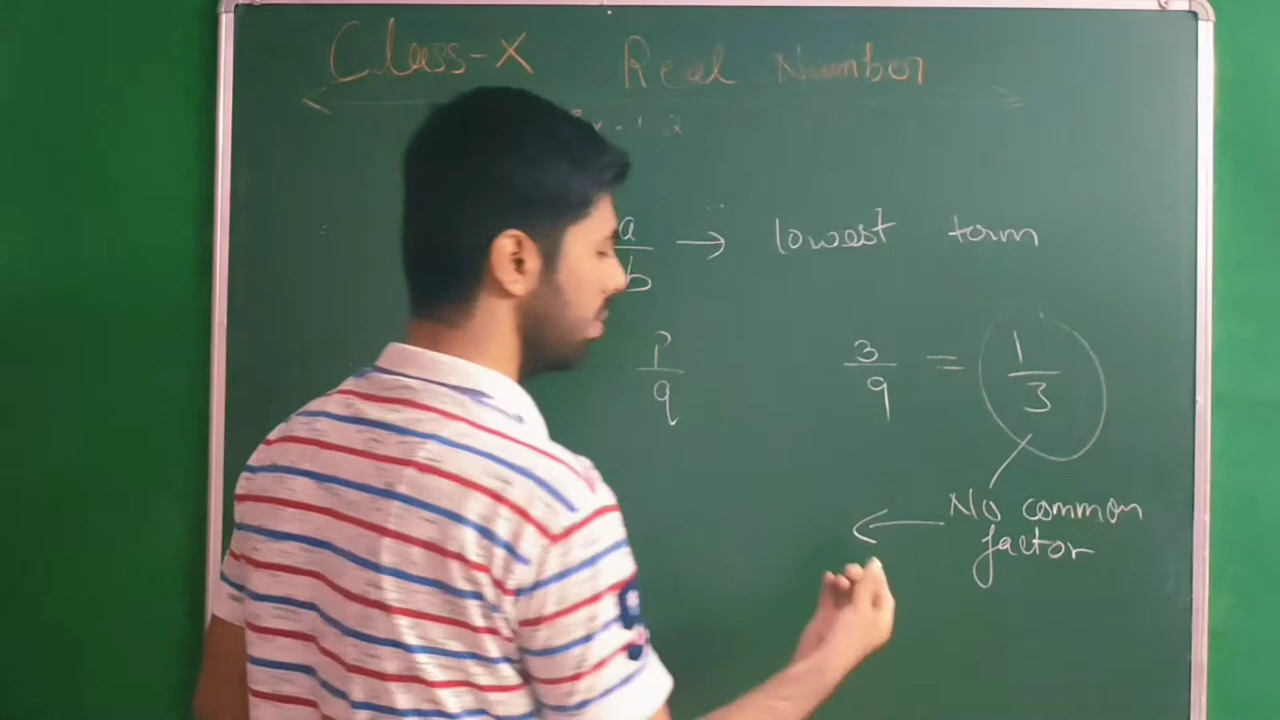 Class-X Real Number
a/b → lowest term
p/q 3/9 = 1/3
No common
factor